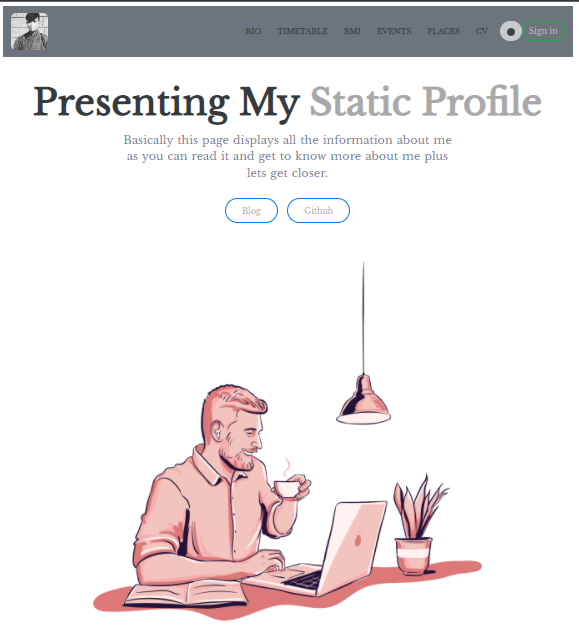 BIO TIMETABLE BMI EVENTS PLACES CV Sign in
Presenting My Static Profile
Basically this page displays all the information about me
as you can read it and get to know more about me plus
lets get closer.
Blog Github